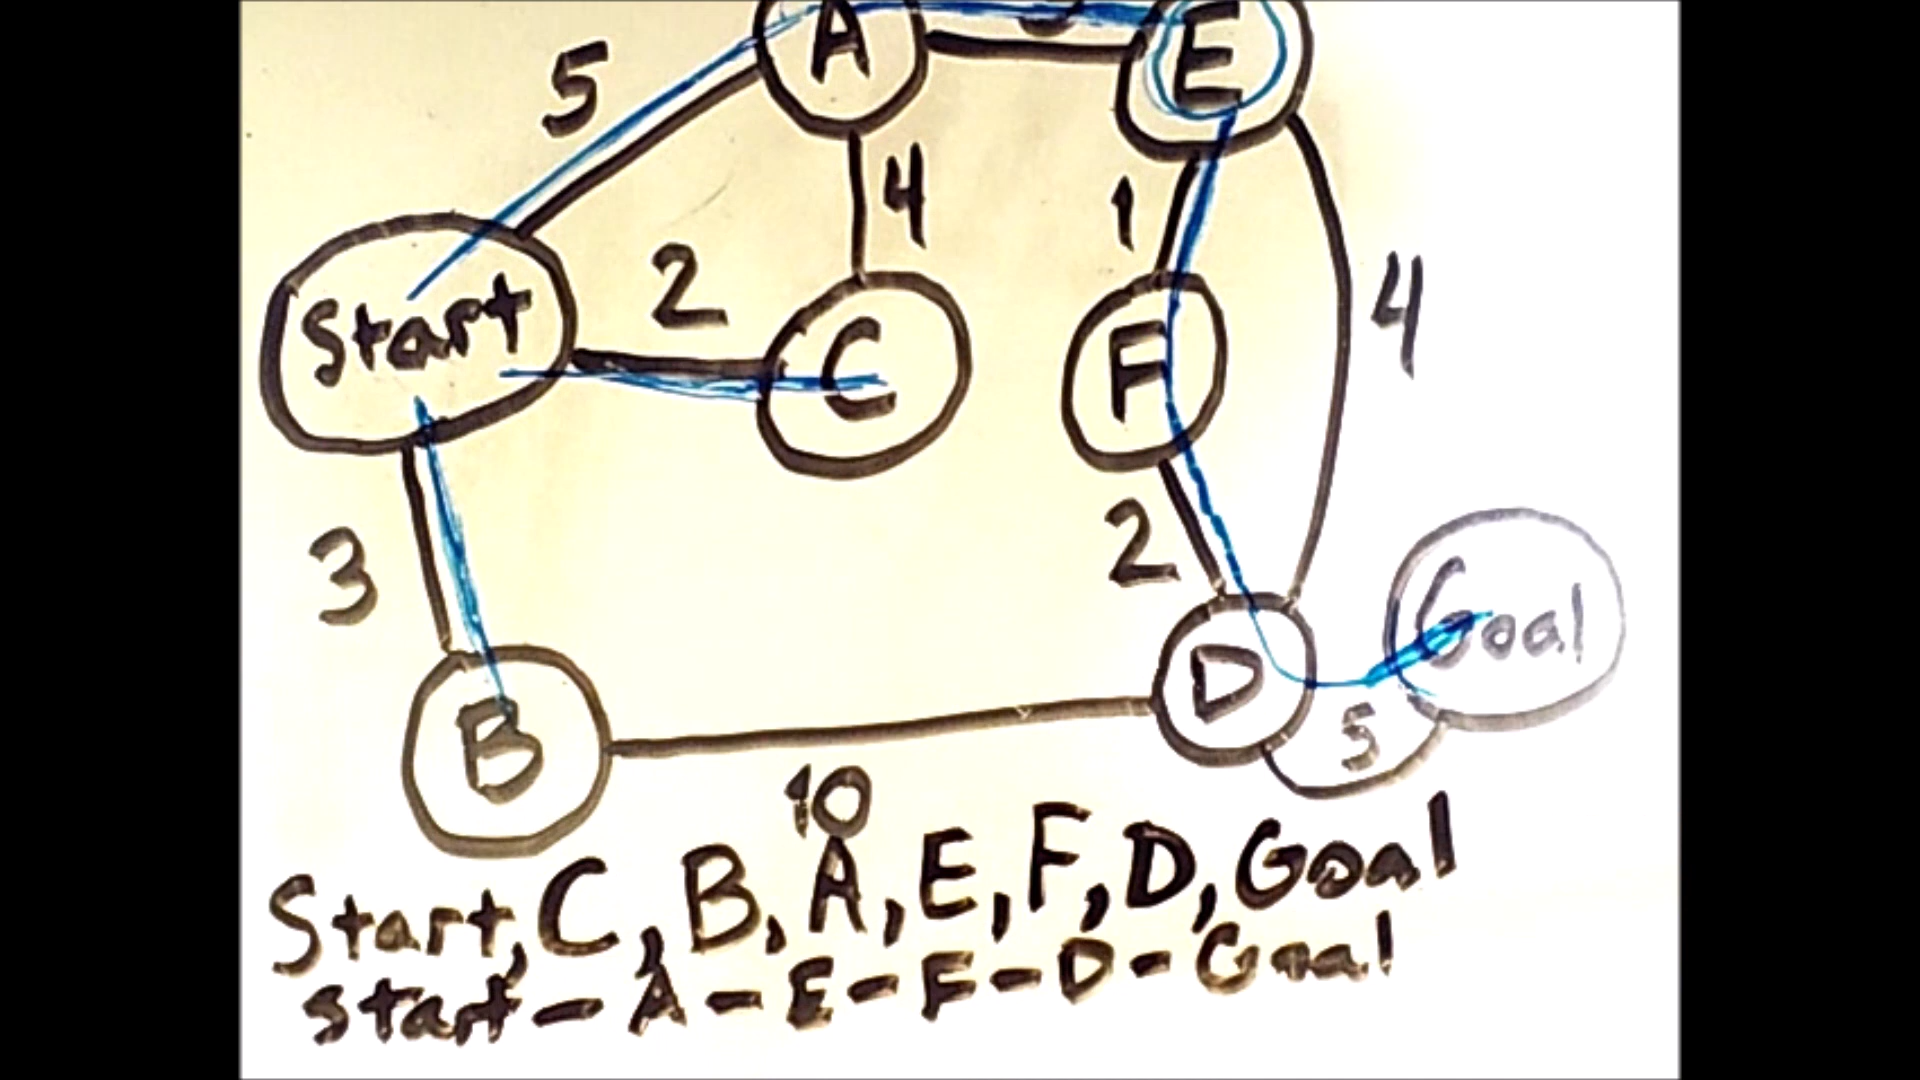 A
E
5
4
1
4
2
Start
C
F
3
2
Goal
D
5
B
10
Start, C, B, A, E, F, D, Goal
Start - A - E - F - D - Goal